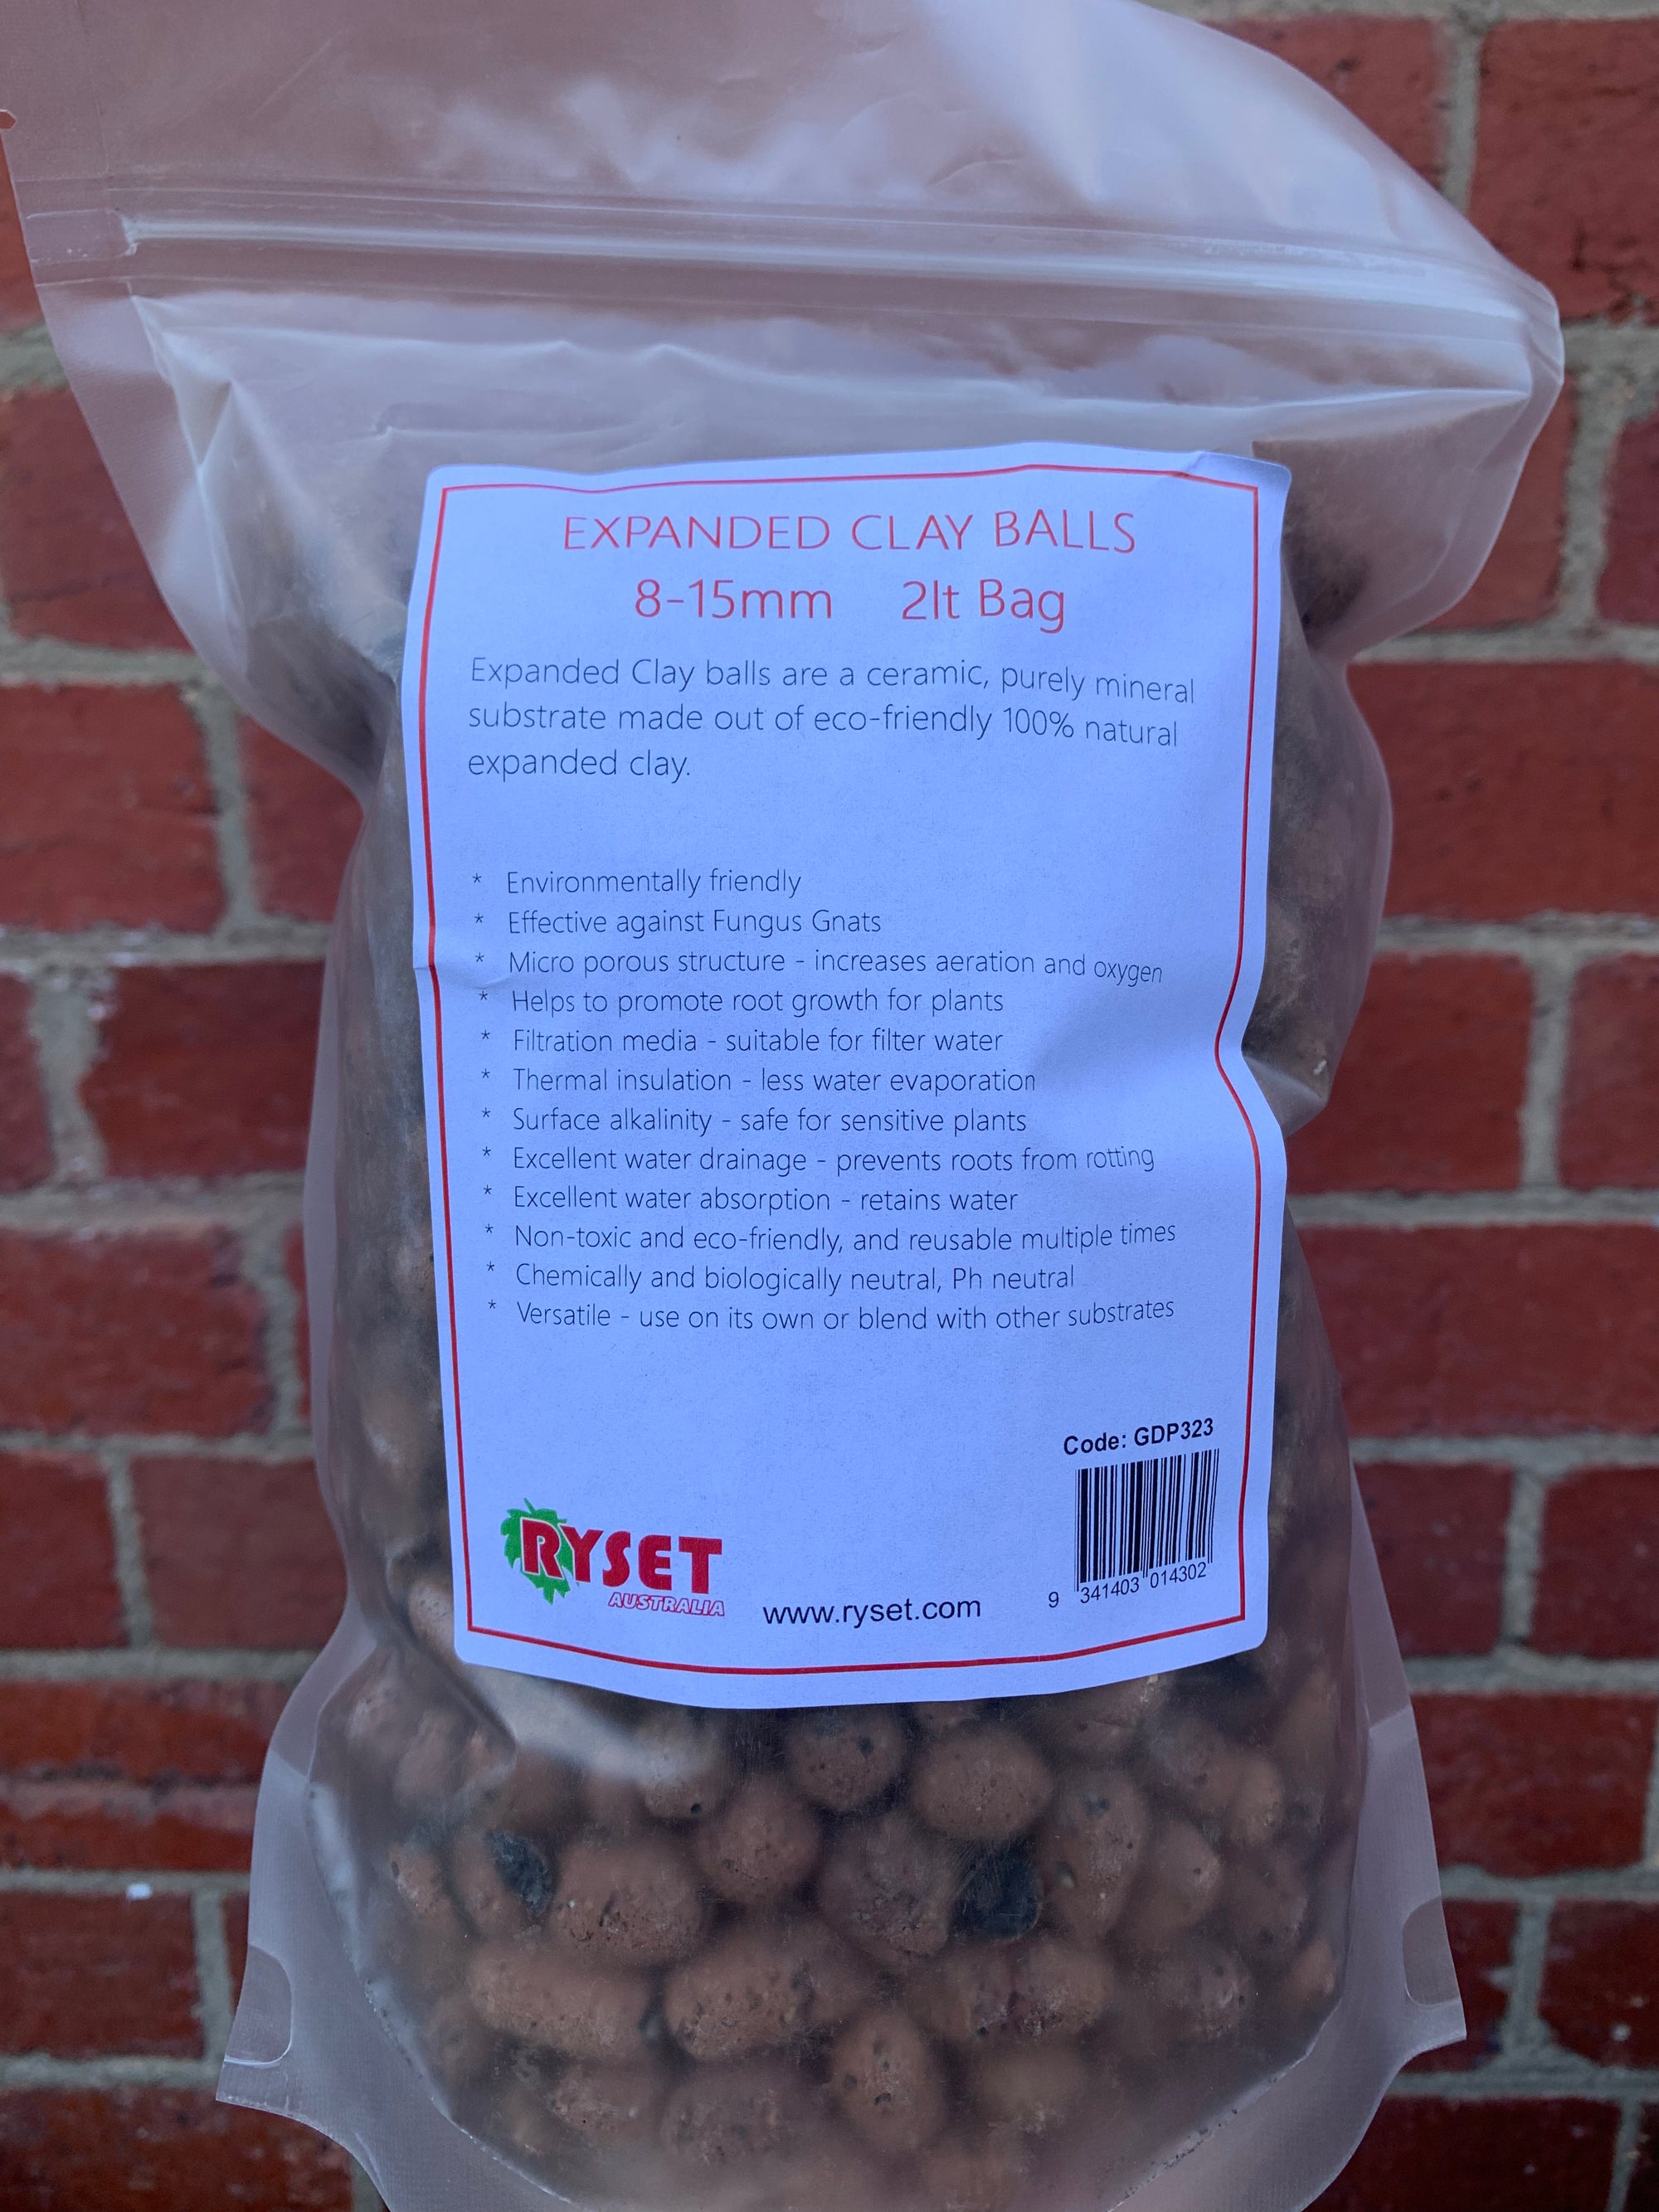 EXPANDED CLAY BALLS
8-15mm 2lt Bag
Expanded Clay balls are a ceramic, purely mineral
substrate made out of eco-friendly 100% natural
expanded clay.
* Environmentally friendly
* Effective against Fungus Gnats
* Micro porous structure - increases aeration and oxygen
* Helps to promote root growth for plants
* Filtration media - suitable for filter water
* Thermal insulation - less water evaporation
* Surface alkalinity - safe for sensitive plants
* Excellent water drainage - prevents roots from rotting
* Excellent water absorption - retains water
* Non-toxic and eco-friendly, and reusable multiple times
* Chemically and biologically neutral, Ph neutral
* Versatile - use on its own or blend with other substrates
Code: GDP323
9 341403 014302
RYSET
AUSTRALIA
www.ryset.com